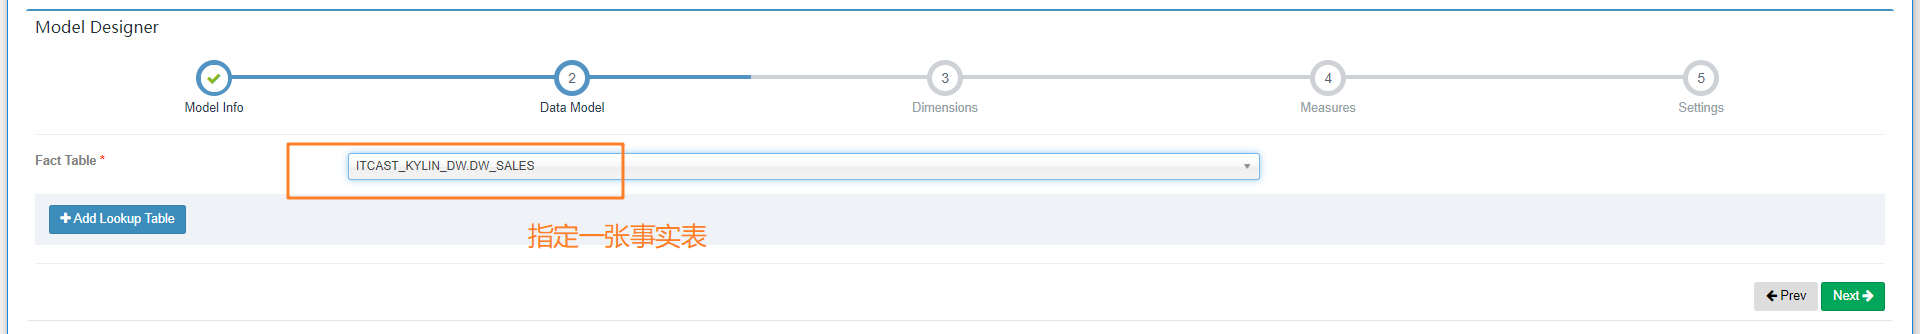 Model Designer
2
3
4
5
Model Info
Data Model
Dimensions
Measures
Settings
Fact Table *
ITCAST_KYLIN_DW.DW_SALES
Add Lookup Table
指定一张事实表
Prev
Next